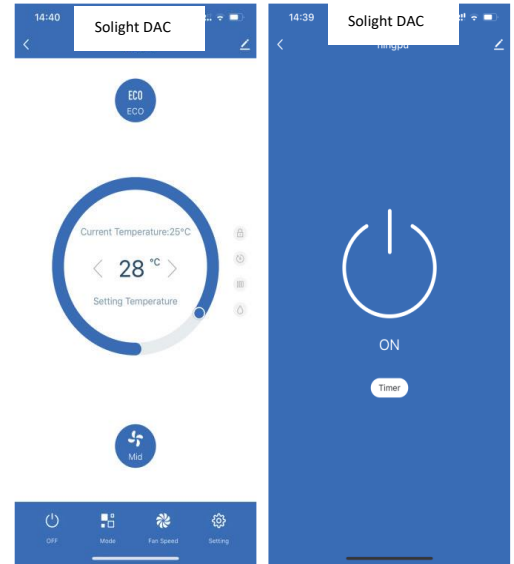 14:40
Solight DAC
ECO
ECO
Current Temperature:25°C
28 °C
Setting Temperature
Mid
OFF
Mode
Fan Speed
Setting
14:39
Solight DAC
ON
Timer